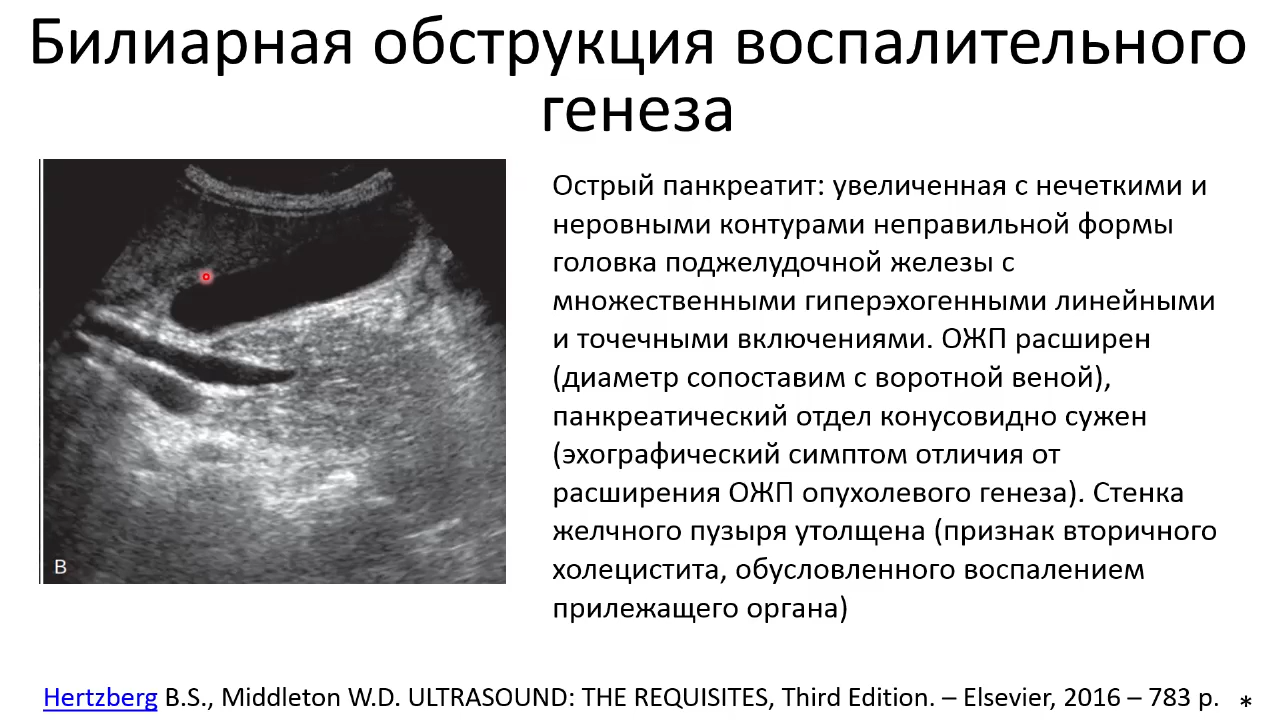 Билиарная обструкция воспалительного
генеза
Острый панкреатит: увеличенная с нечеткими и
неровными контурами неправильной формы
головка поджелудочной железы с
множественными гиперэхогенными линейными
и точечными включениями. ОЖП расширен
(диаметр сопоставим с воротной веной),
панкреатический отдел конусовидно сужен
(эхографический симптом отличия от
расширения ОЖП опухолевого генеза). Стенка
желчного пузыря утолщена (признак вторичного
холецистита, обусловленного воспалением
прилежащего органа)
B
Hertzberg B.S., Middleton W.D. ULTRASOUND: THE REQUISITES, Third Edition. – Elsevier, 2016 – 783 p. *